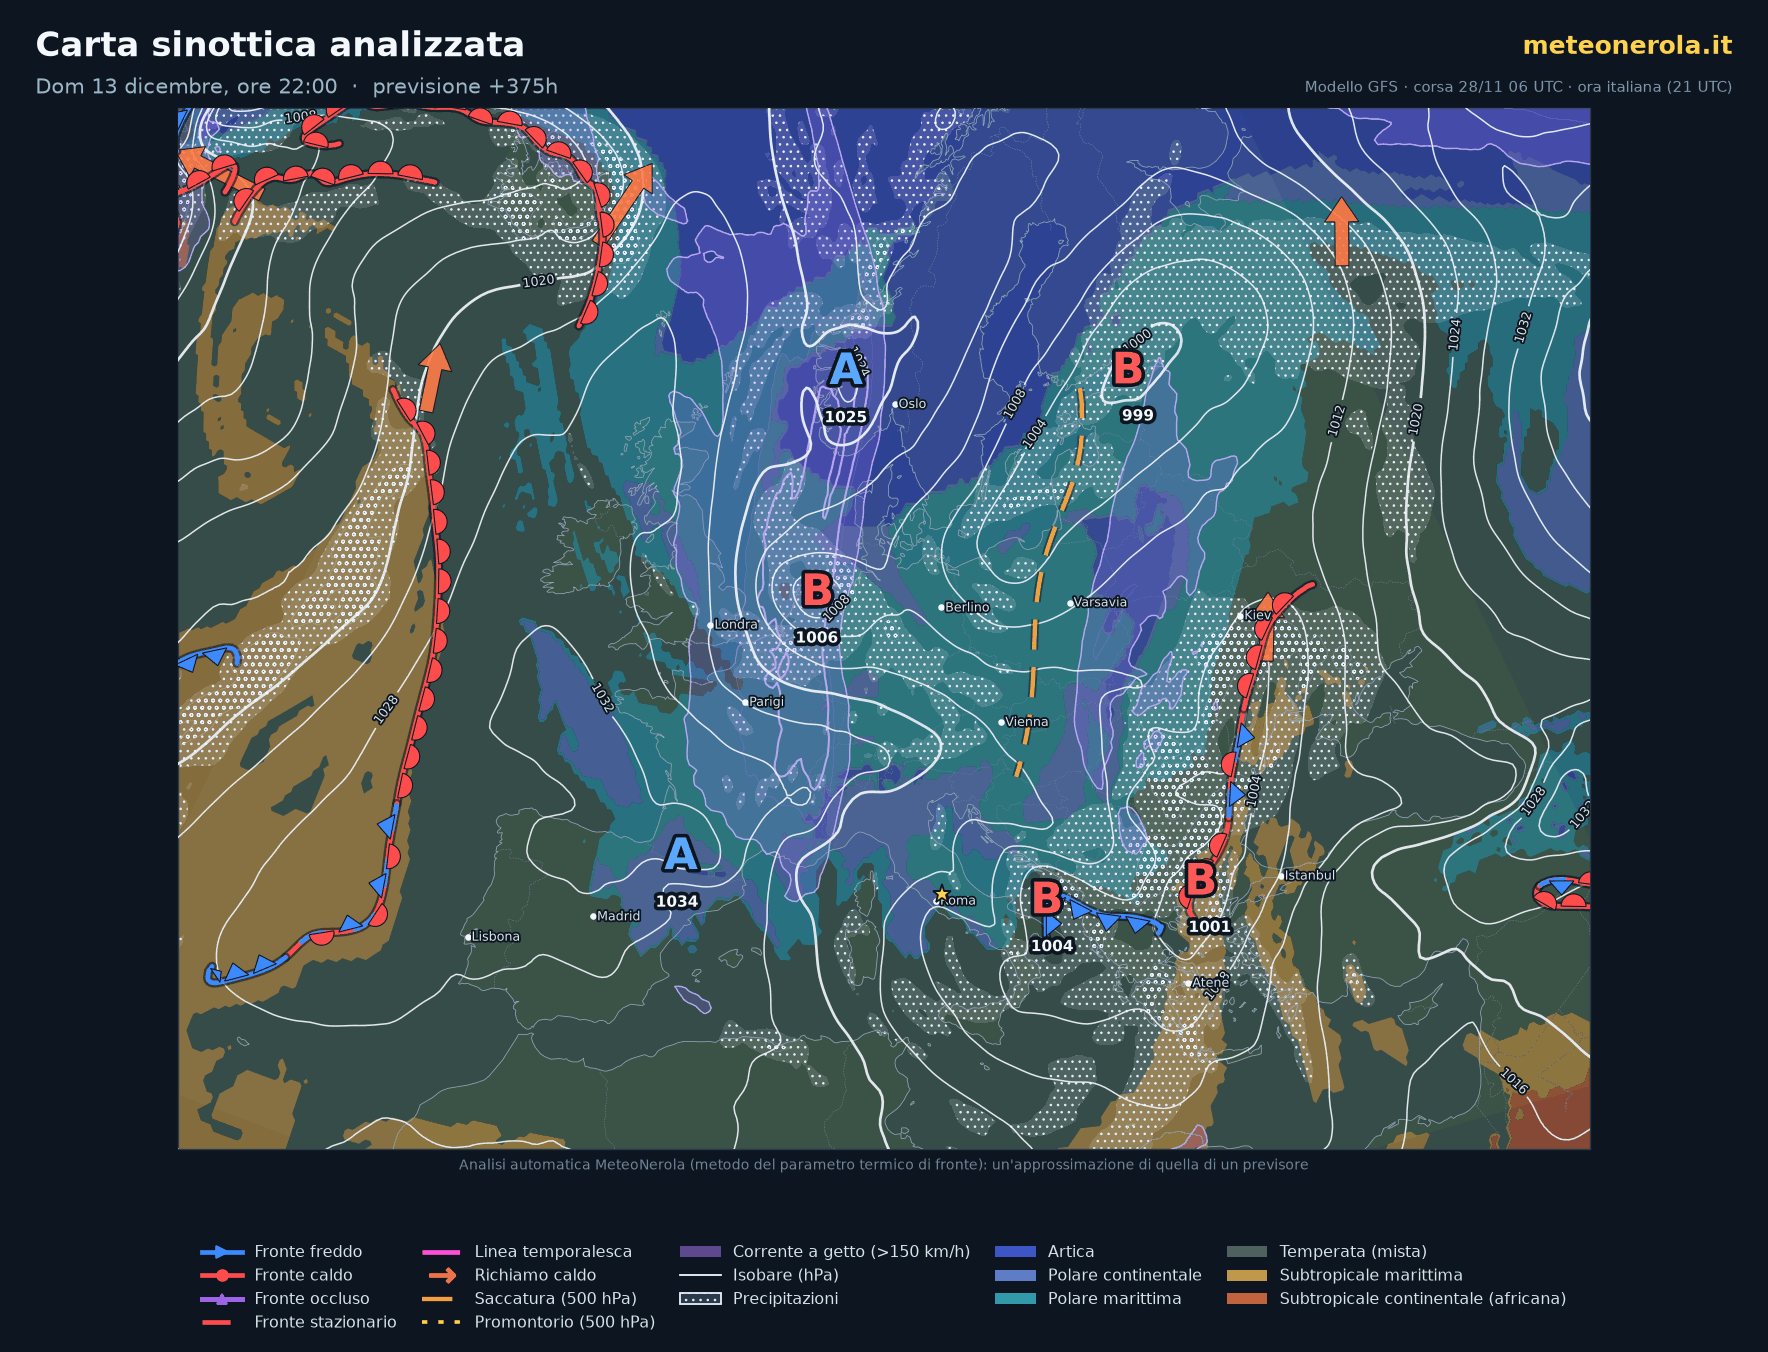 Carta sinottica analizzata
meteonerola.it
Dom 13 dicembre, ore 22:00 · previsione +375h
Modello GFS · corsa 28/11 06 UTC · ora italiana (21 UTC)
1008
1020
1024
1032
1000
A
1024
1025
B
999
Oslo
1008
1004
1012
1020
B
1008
1006
Londra
Berlino
Varsavia
Kiev
1032
1028
Parigi
Vienna
1004
1028
1032
A
1034
Madrid
Lisbona
Roma
B
1004
B
1001
Istanbul
Atene
1016
Analisi automatica MeteoNerola (metodo del parametro termico di fronte): un'approssimazione di quella di un previsore
Fronte freddo
Fronte caldo
Fronte occluso
Fronte stazionario
Linea temporalesca
Richiamo caldo
Saccatura (500 hPa)
Promontorio (500 hPa)
Corrente a getto (>150 km/h)
Isobare (hPa)
Precipitazioni
Artica
Polare continentale
Polare marittima
Temperata (mista)
Subtropicale marittima
Subtropicale continentale (africana)